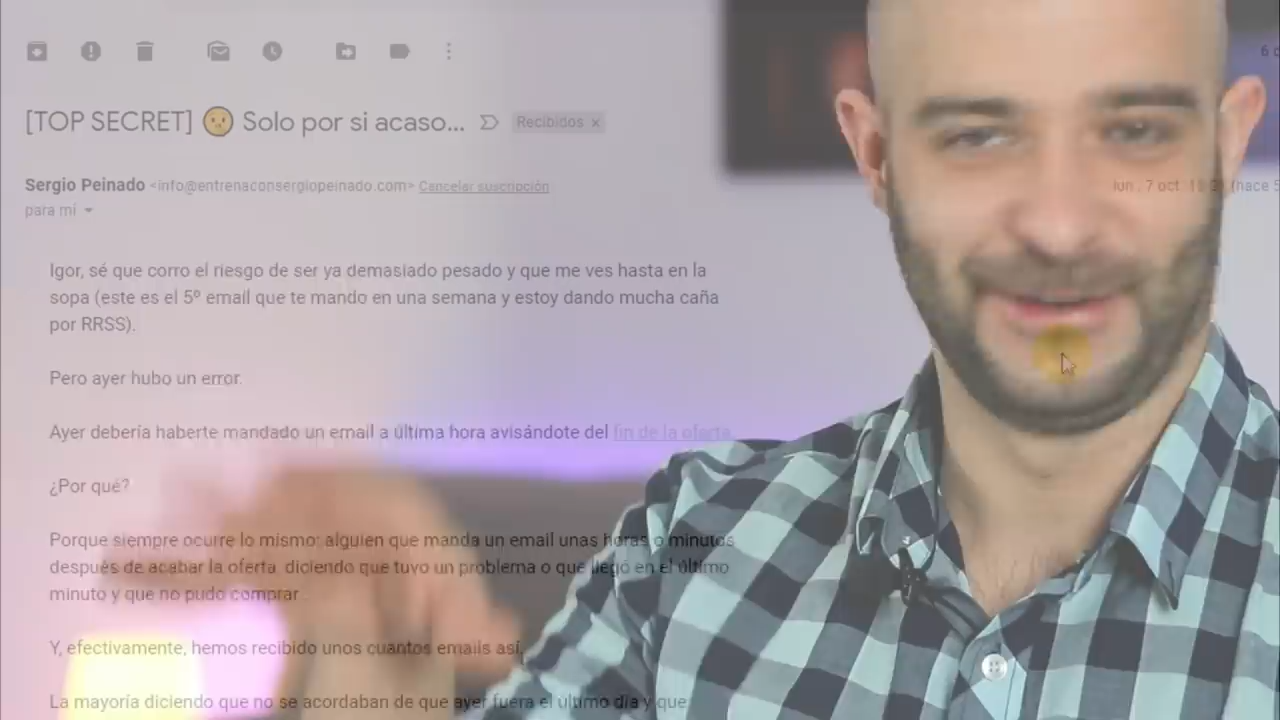 6
[TOP SECRET] 🤫 Solo por si acaso... Recibidos ×
Sergio Peinado <info@entrenaconsergiopeinado.com> Cancelar suscripción
lun., 7 oct. (nace 5
para mí
Igor, sé que corro el riesgo de ser ya demasiado pesado y que me ves hasta en la
sopa (este es el 5º email que te mando en una semana y estoy dando mucha caña
por RRSS).
Pero ayer hubo un error.
Ayer debería haberte mandado un email a última hora avisándote del fin de la oferta.
¿Por qué?
Porque siempre ocurre lo mismo: alguien que manda un email unas horas o minutos
después de acabar la oferta diciendo que tuvo un problema o que llegó en el último
minuto y que no pudo comprar.
Y, efectivamente, hemos recibido unos cuantos emails así.
La mayoría diciendo que no se acordaban de que ayer fuera el último día y que